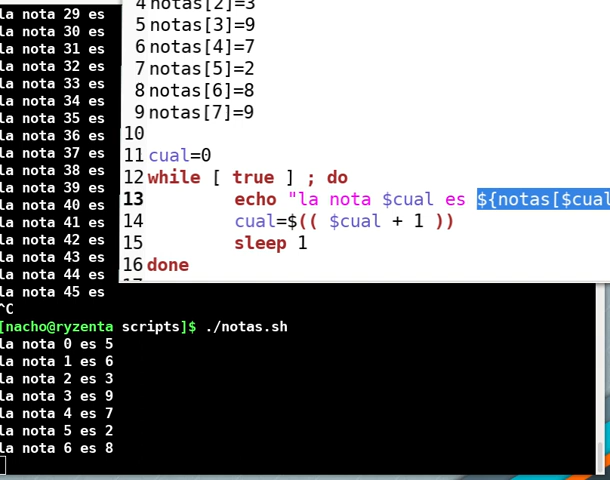 la nota 29 es
la nota 30 es
la nota 31 es
la nota 32 es
la nota 33 es
la nota 34 es
la nota 35 es
la nota 36 es
la nota 37 es
la nota 38 es
la nota 39 es
la nota 40 es
la nota 41 es
la nota 42 es
la nota 43 es
la nota 44 es
la nota 45 es
^C
[nacho@ryzenta scripts]$ ./notas.sh
la nota 0 es 5
la nota 1 es 6
la nota 2 es 3
la nota 3 es 9
la nota 4 es 7
la nota 5 es 2
la nota 6 es 8
4 notas[2]=3
5 notas[3]=9
6 notas[4]=7
7 notas[5]=2
8 notas[6]=8
9 notas[7]=9
10
11 cual=0
12 while [ true ] ; do
13 echo "la nota $cual es ${notas[$cual
14 cual=$(( $cual + 1 ))
15 sleep 1
16 done